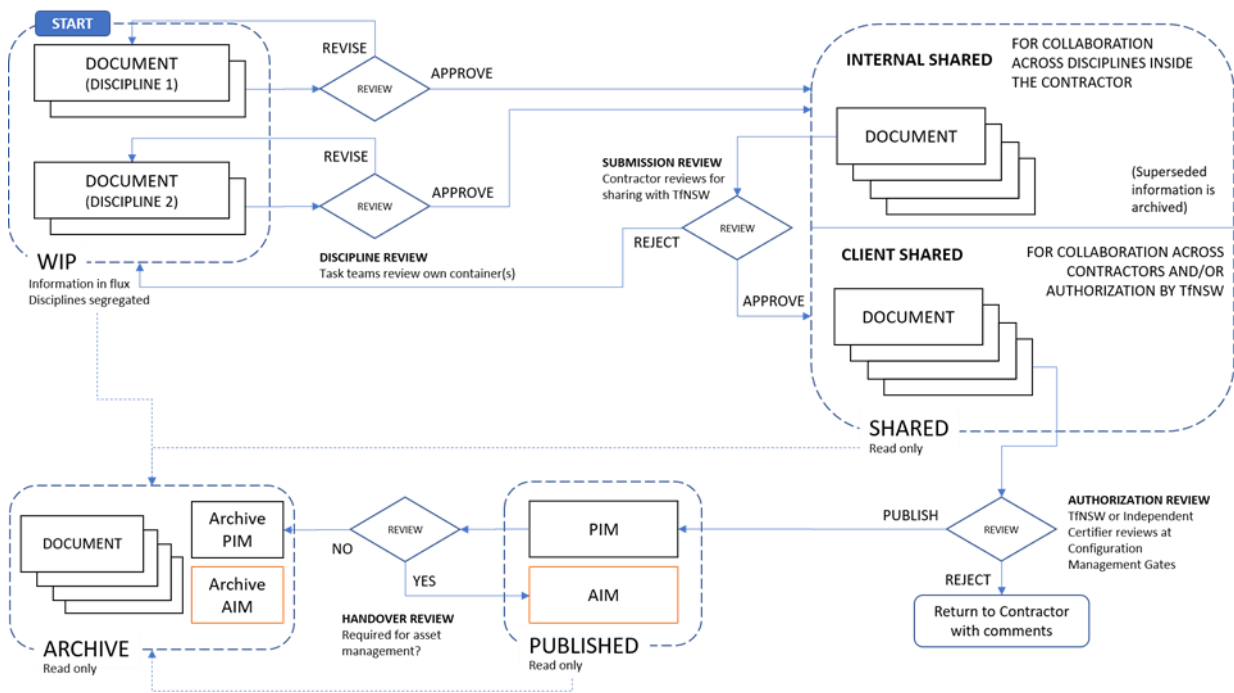 START
DOCUMENT
(DISCIPLINE 1)
REVISE
REVIEW
APPROVE
DOCUMENT
(DISCIPLINE 2)
REVISE
REVIEW
APPROVE
WIP
Information in flux
Disciplines segregated
DISCIPLINE REVIEW
Task teams review own container(s)
SUBMISSION REVIEW
Contractor reviews for
sharing with TfNSW
REVIEW
REJECT
APPROVE
INTERNAL SHARED
FOR COLLABORATION
ACROSS DISCIPLINES INSIDE
THE CONTRACTOR
DOCUMENT
(Superseded
information is
archived)
CLIENT SHARED
FOR COLLABORATION ACROSS
CONTRACTORS AND/OR
AUTHORIZATION BY TfNSW
DOCUMENT
SHARED
Read only
AUTHORIZATION REVIEW
TfNSW or Independent
Certifier reviews at
Configuration
Management Gates
REVIEW
PUBLISH
REJECT
Return to Contractor
with comments
PIM
AIM
PUBLISHED
Read only
REVIEW
NO
YES
HANDOVER REVIEW
Required for asset
management?
DOCUMENT
Archive
PIM
Archive
AIM
ARCHIVE
Read only